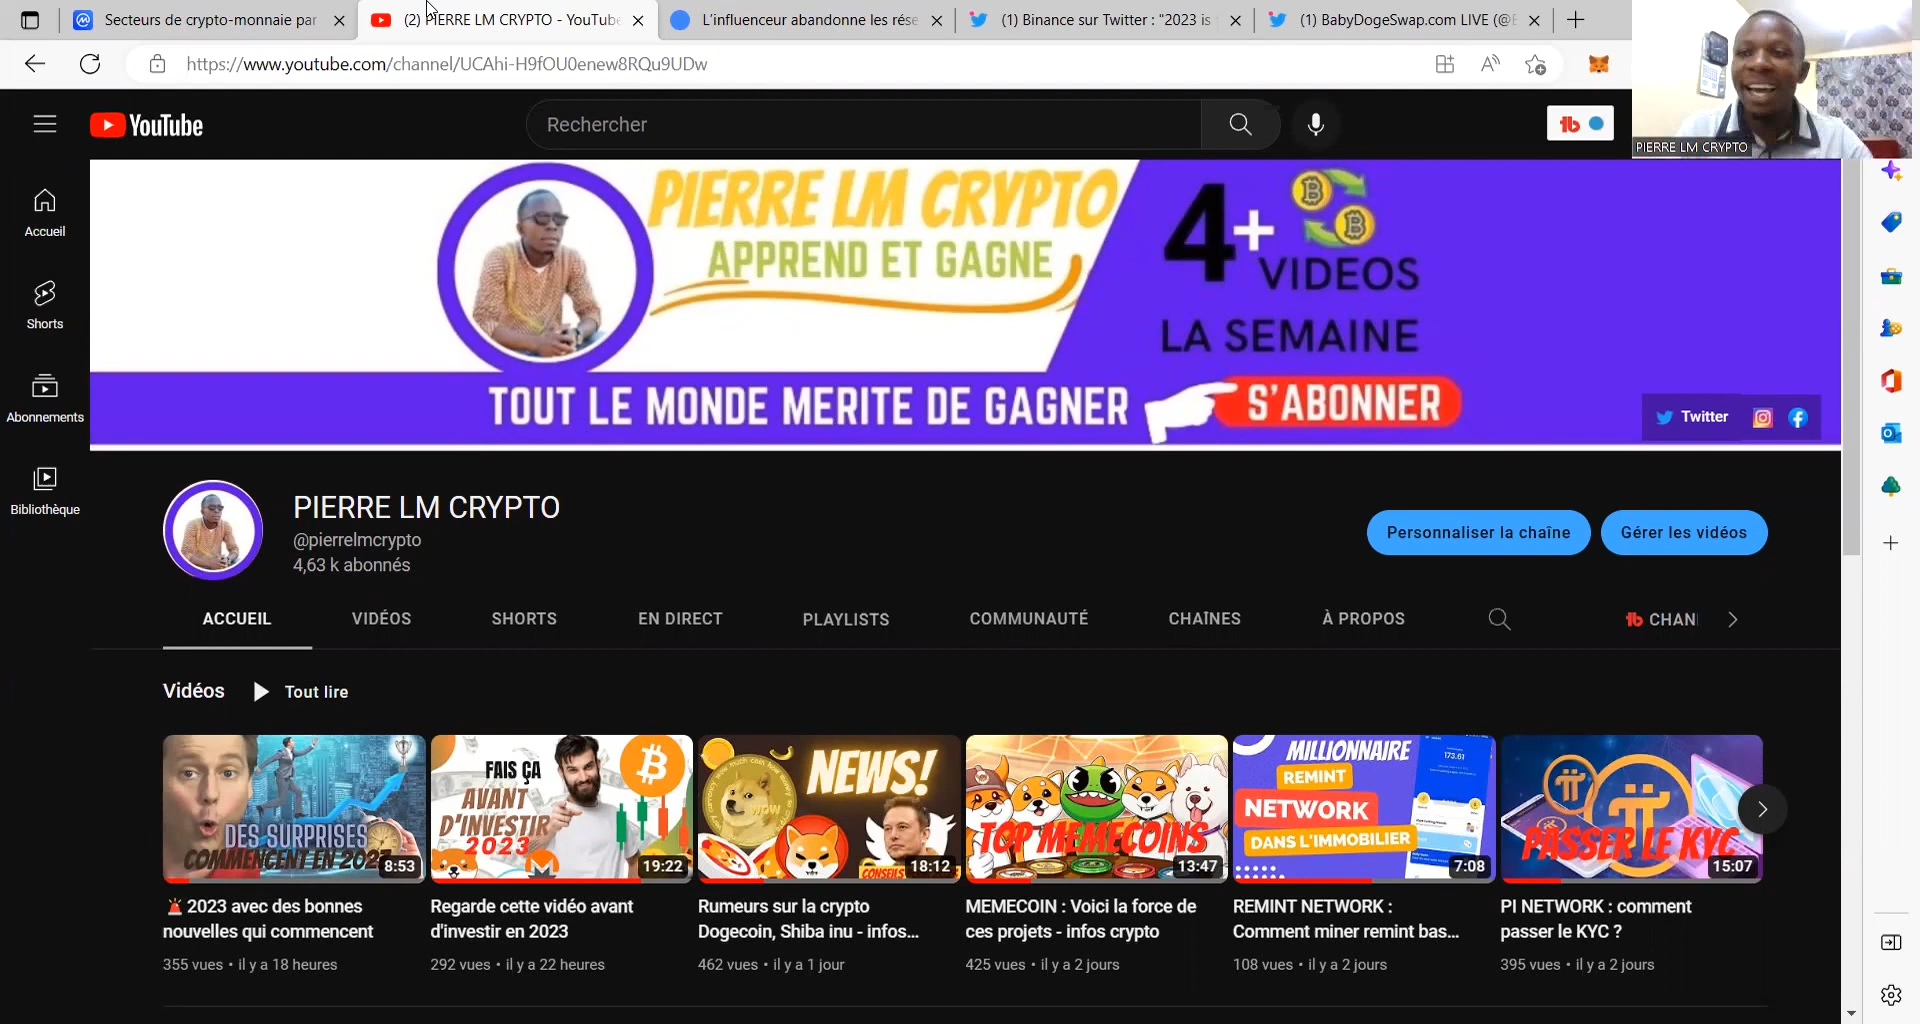 Secteurs de crypto-monnaie par
(2) PIERRE LM CRYPTO - YouTube
L'influenceur abandonne les rése
(1) Binance sur Twitter : "2023 is
(1) BabyDogeSwap.com LIVE (@
https://www.youtube.com/channel/UCAhi-H9fOU0enew8RQu9UDw
PIERRE LM CRYPTO
YouTube
Rechercher
PIERRE LM CRYPTO
APPREND ET GAGNE
4+
VIDEOS
LA SEMAINE
TOUT LE MONDE MERITE DE GAGNER
S'ABONNER
Twitter
Accueil
Shorts
Abonnements
Bibliothèque
PIERRE LM CRYPTO
@pierrelmcrypto
4,63 k abonnés
Personnaliser la chaîne
Gérer les vidéos
ACCUEIL
VIDÉOS
SHORTS
EN DIRECT
PLAYLISTS
COMMUNAUTÉ
CHAÎNES
À PROPOS
CHAN
Vidéos
Tout lire
DES SURPRISES
COMMENCENT EN 2023
8:53
FAIS ÇA
AVANT
D'INVESTIR
2023
19:22
NEWS!
WOW
CONSEILS
18:12
TOP MEMECOINS
13:47
MILLIONNAIRE
REMINT
NETWORK
DANS L'IMMOBILIER
173.61
7:08
PASSER LE KYC
15:07
2023 avec des bonnes
nouvelles qui commencent
355 vues • il y a 18 heures
Regarde cette vidéo avant
d'investir en 2023
292 vues • il y a 22 heures
Rumeurs sur la crypto
Dogecoin, Shiba inu - infos...
462 vues • il y a 1 jour
MEMECOIN : Voici la force de
ces projets - infos crypto
425 vues • il y a 2 jours
REMINT NETWORK :
Comment miner remint bas...
108 vues • il y a 2 jours
PI NETWORK : comment
passer le KYC ?
395 vues • il y a 2 jours